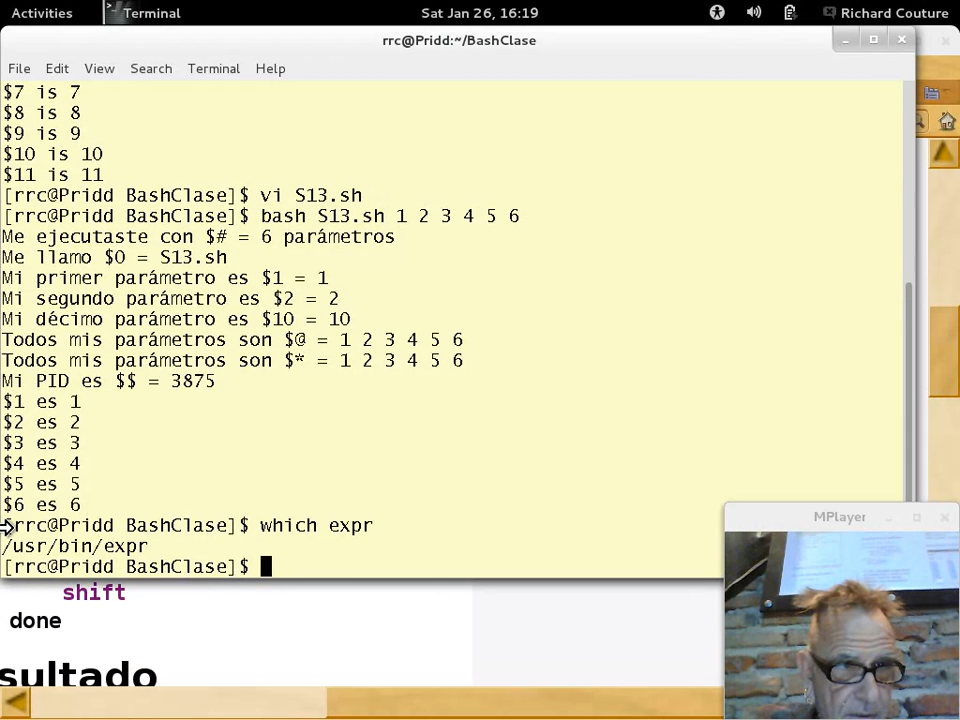 Activities Terminal Sat Jan 26, 16:19 Richard Couture
rrc@Pridd:~/BashClase
File Edit View Search Terminal Help
$7 is 7
$8 is 8
$9 is 9
$10 is 10
$11 is 11
[rrc@Pridd BashClase]$ vi S13.sh
[rrc@Pridd BashClase]$ bash S13.sh 1 2 3 4 5 6
Me ejecutaste con $# = 6 parámetros
Me llamo $0 = S13.sh
Mi primer parámetro es $1 = 1
Mi segundo parámetro es $2 = 2
Mi décimo parámetro es $10 = 10
Todos mis parámetros son $@ = 1 2 3 4 5 6
Todos mis parámetros son $* = 1 2 3 4 5 6
Mi PID es $$ = 3875
$1 es 1
$2 es 2
$3 es 3
$4 es 4
$5 es 5
$6 es 6
[rrc@Pridd BashClase]$ which expr
/usr/bin/expr
[rrc@Pridd BashClase]$
MPlayer
shift
done
sultado